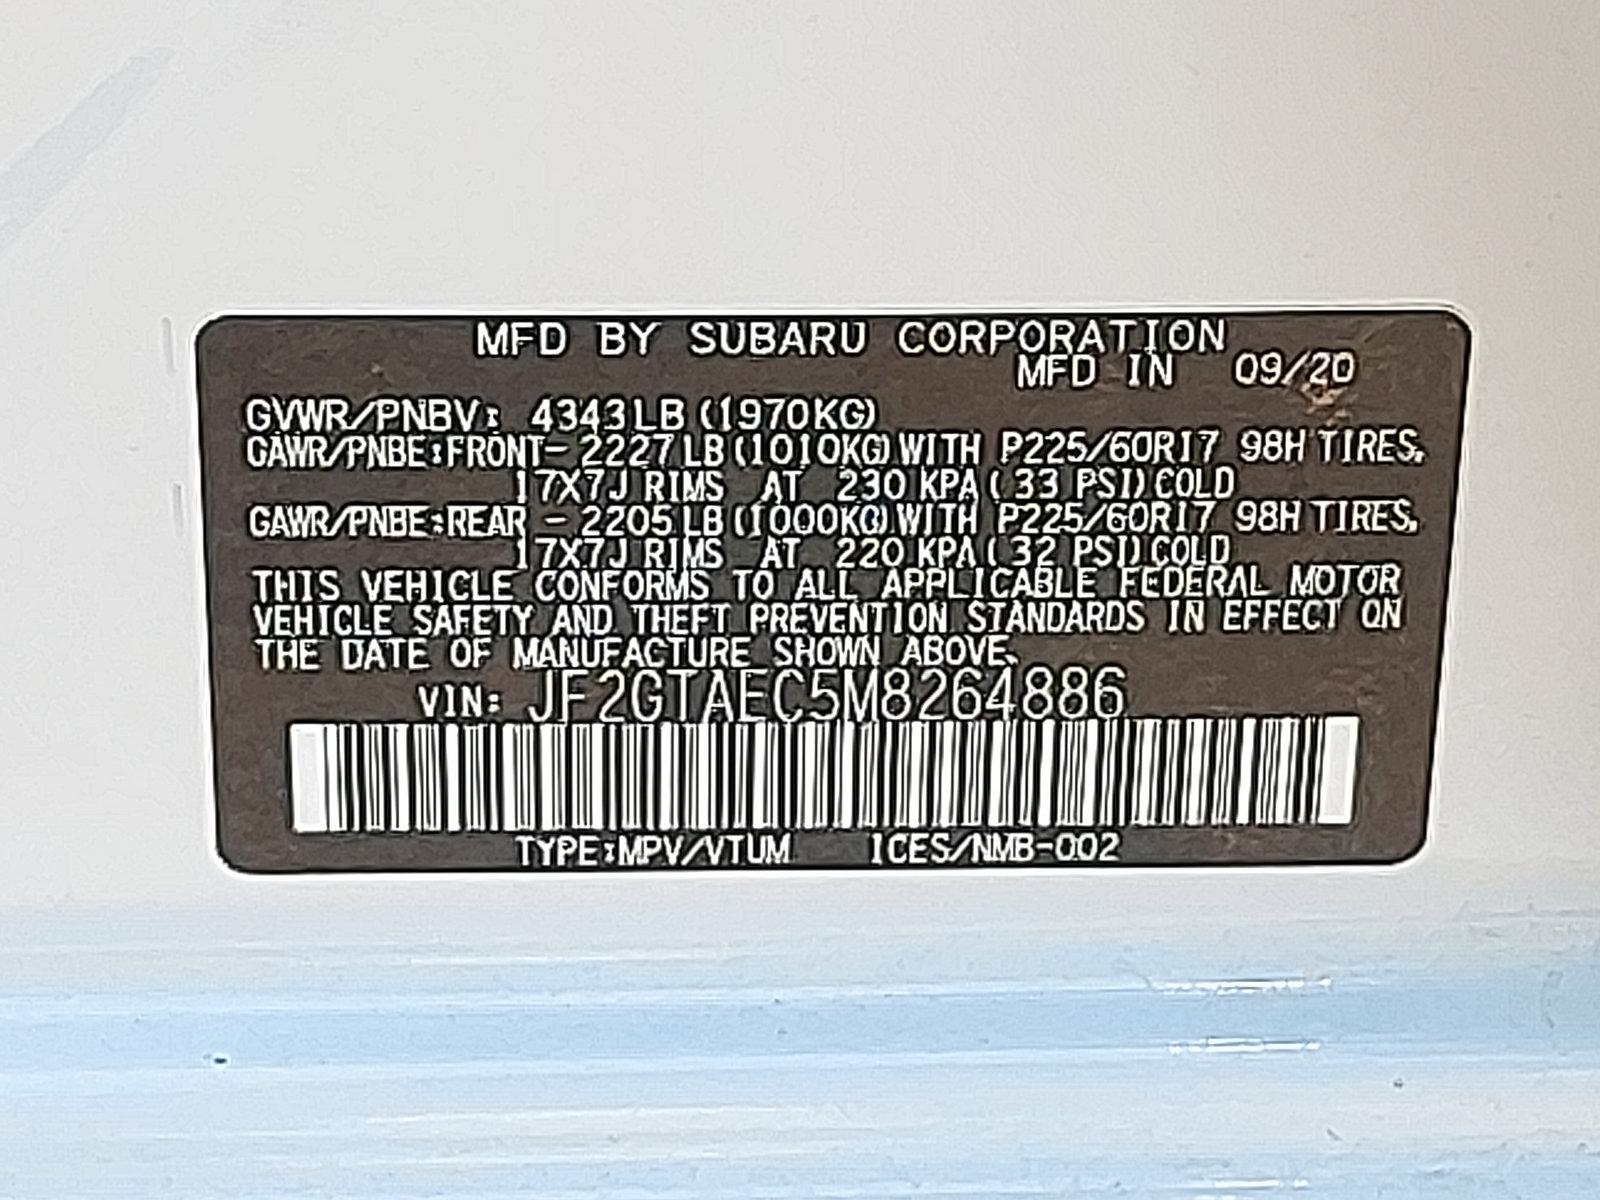 MFD BY SUBARU CORPORATION
MFD IN 09/20
GVWR/PNBV: 4343LB (1970KG)
GAWR/PNBE:FRONT- 2227LB (1010KG) WITH P225/60R17 98H TIRES,
17X7J RIMS AT 230 KPA ( 33 PSI) COLD
GAWR/PNBE:REAR - 2205LB (1000KG) WITH P225/60R17 98H TIRES,
17X7J RIMS AT 220 KPA ( 32 PSI) COLD
THIS VEHICLE CONFORMS TO ALL APPLICABLE FEDERAL MOTOR
VEHICLE SAFETY AND THEFT PREVENTION STANDARDS IN EFFECT ON
THE DATE OF MANUFACTURE SHOWN ABOVE.
VIN: JF2GTAEC5M8264886
TYPE:MPV/VTUM ICES/NMB-002